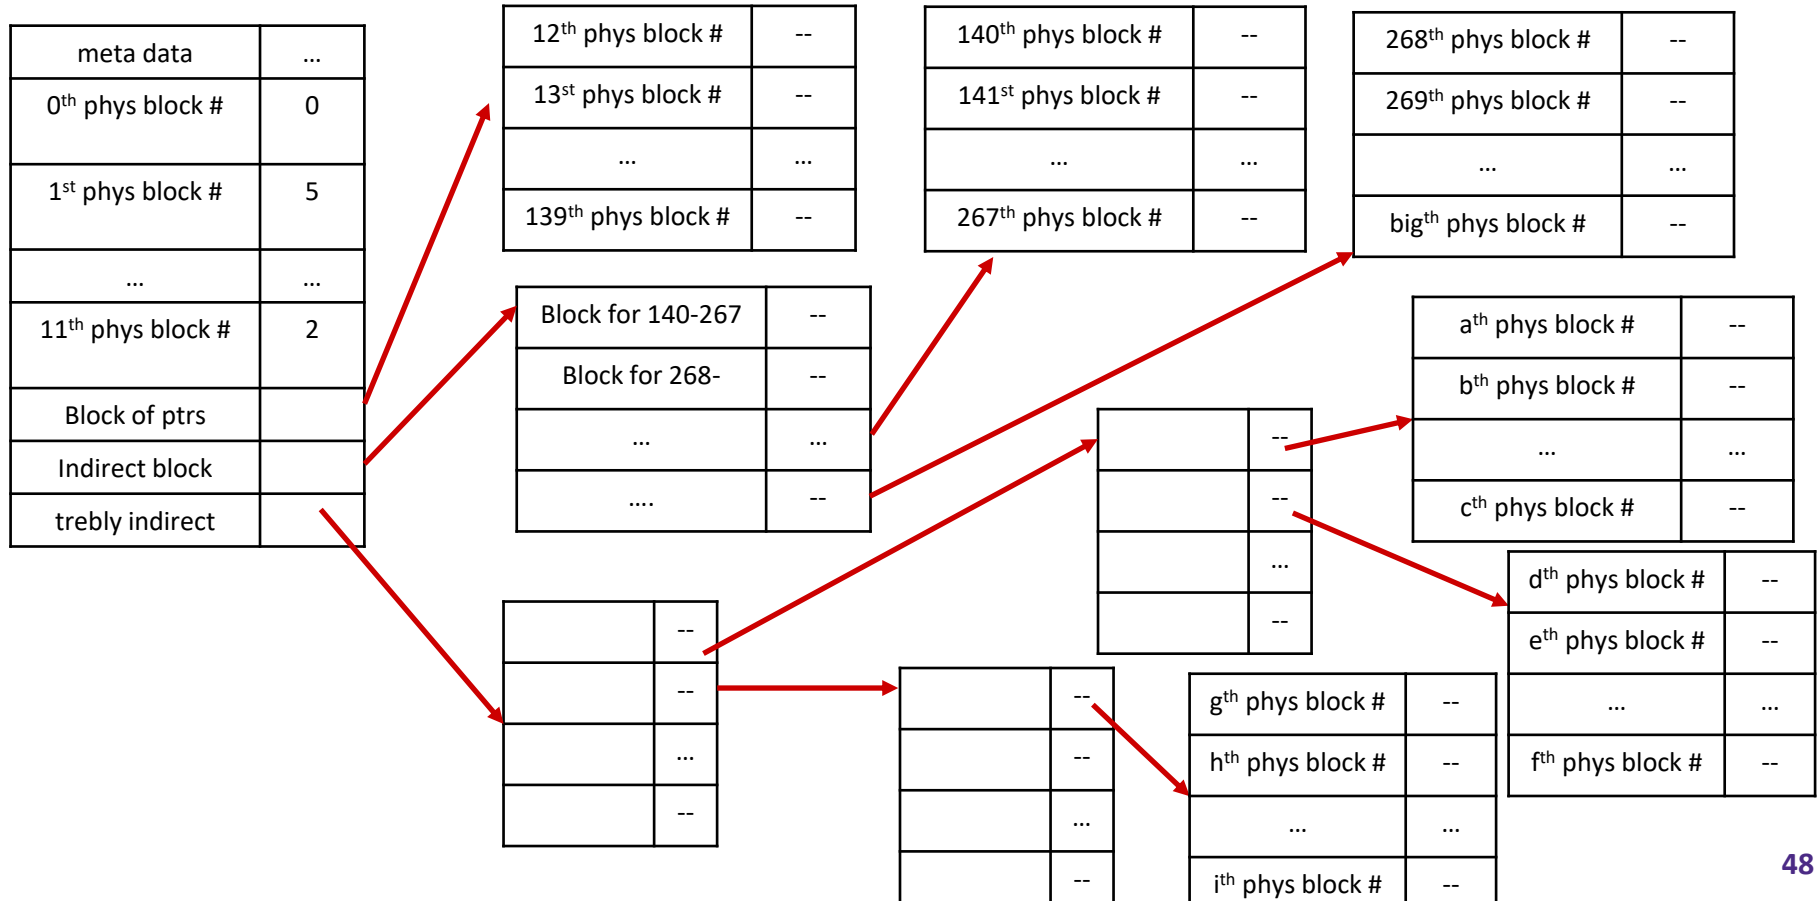 meta data ...
0th phys block # 0
1st phys block # 5
... ...
11th phys block # 2
Block of ptrs
Indirect block
trebly indirect
12th phys block # --
13st phys block # --
... ...
139th phys block # --
140th phys block # --
141st phys block # --
... ...
267th phys block # --
268th phys block # --
269th phys block # --
... ...
bigth phys block # --
Block for 140-267 --
Block for 268- --
... ...
.... --
--
--
...
--
ath phys block # --
bth phys block # --
... ...
cth phys block # --
dth phys block # --
eth phys block # --
... ...
fth phys block # --
--
--
...
--
--
--
...
--
gth phys block # --
hth phys block # --
... ...
ith phys block # --
48